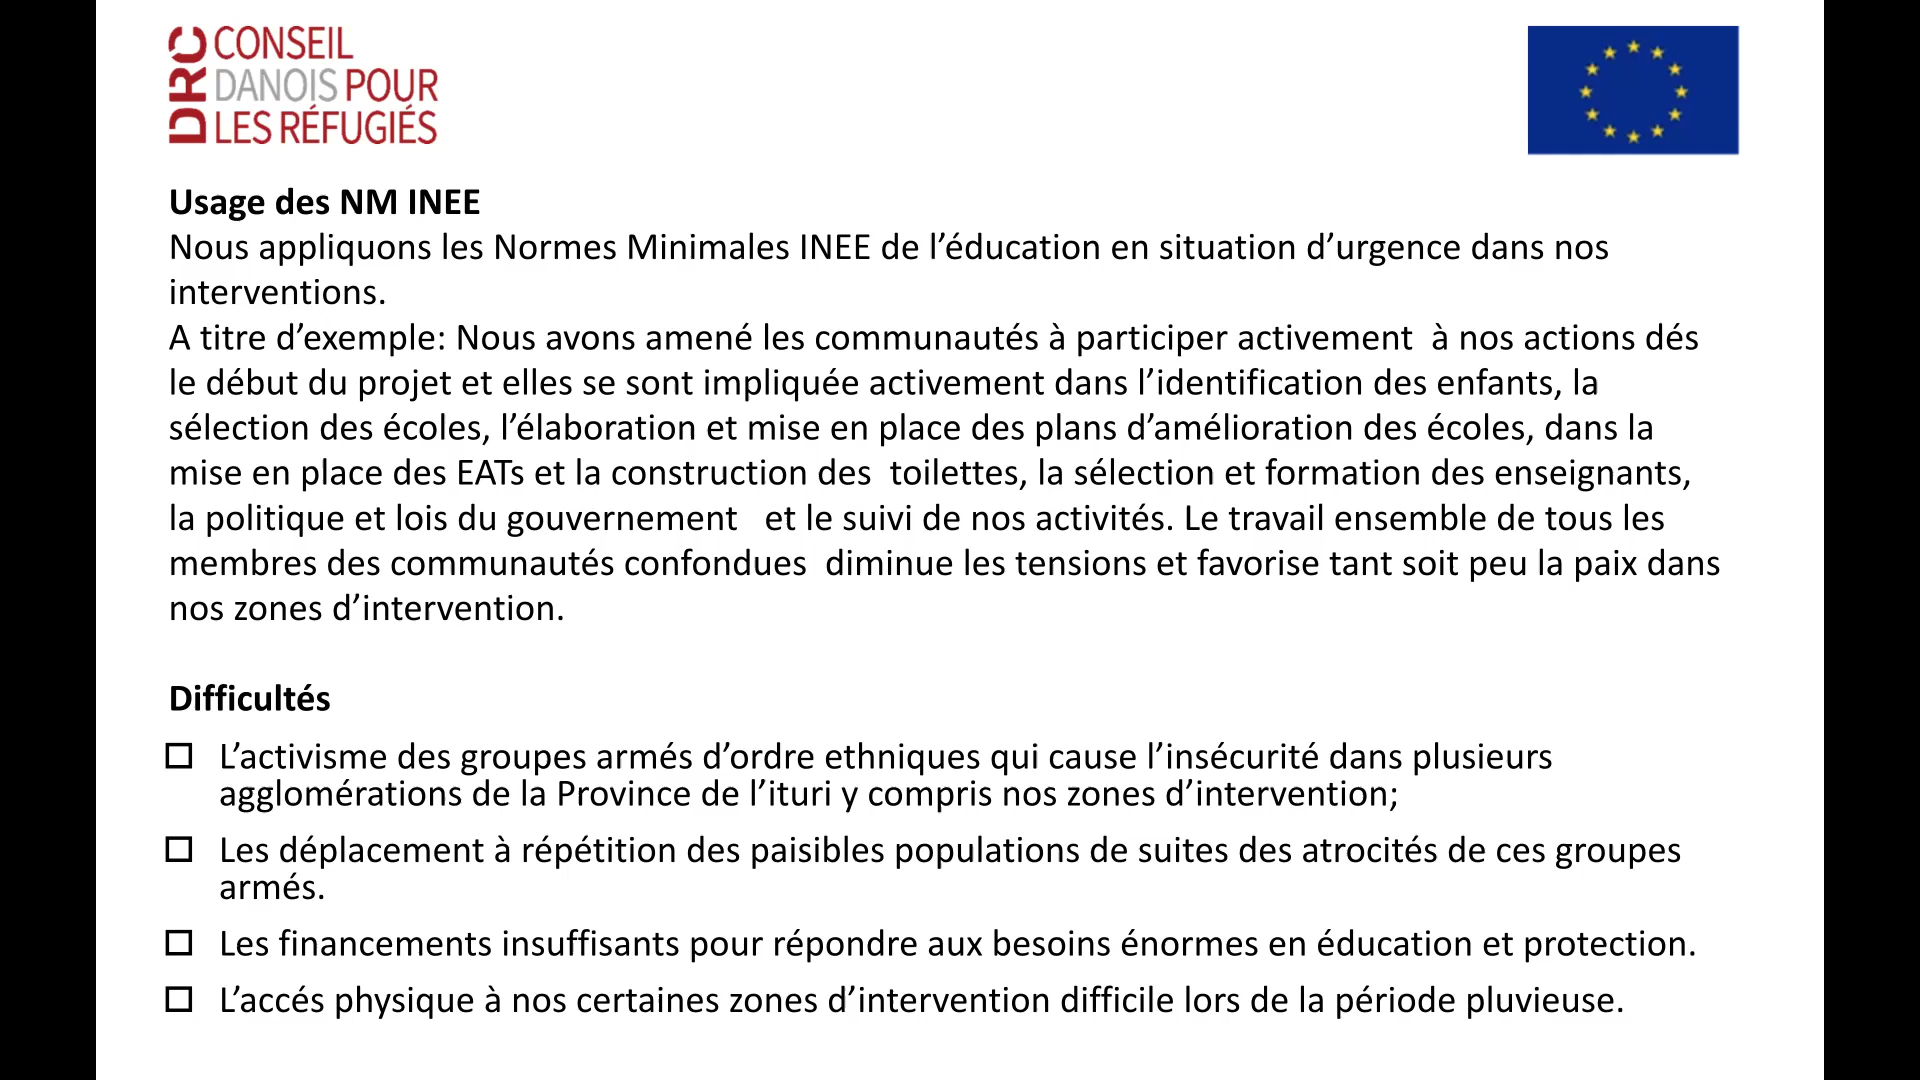 DRC
CONSEIL
DANOIS POUR
LES RÉFUGIÉS
Usage des NM INEE
Nous appliquons les Normes Minimales INEE de l’éducation en situation d’urgence dans nos
interventions.
A titre d’exemple: Nous avons amené les communautés à participer activement  à nos actions dés
le début du projet et elles se sont impliquée activement dans l’identification des enfants, la
sélection des écoles, l’élaboration et mise en place des plans d’amélioration des écoles, dans la
mise en place des EATs et la construction des  toilettes, la sélection et formation des enseignants,
la politique et lois du gouvernement   et le suivi de nos activités. Le travail ensemble de tous les
membres des communautés confondues  diminue les tensions et favorise tant soit peu la paix dans
nos zones d’intervention.
Difficultés
L’activisme des groupes armés d’ordre ethniques qui cause l’insécurité dans plusieurs
agglomérations de la Province de l’ituri y compris nos zones d’intervention;
Les déplacement à répétition des paisibles populations de suites des atrocités de ces groupes
armés.
Les financements insuffisants pour répondre aux besoins énormes en éducation et protection.
L’accés physique à nos certaines zones d’intervention difficile lors de la période pluvieuse.